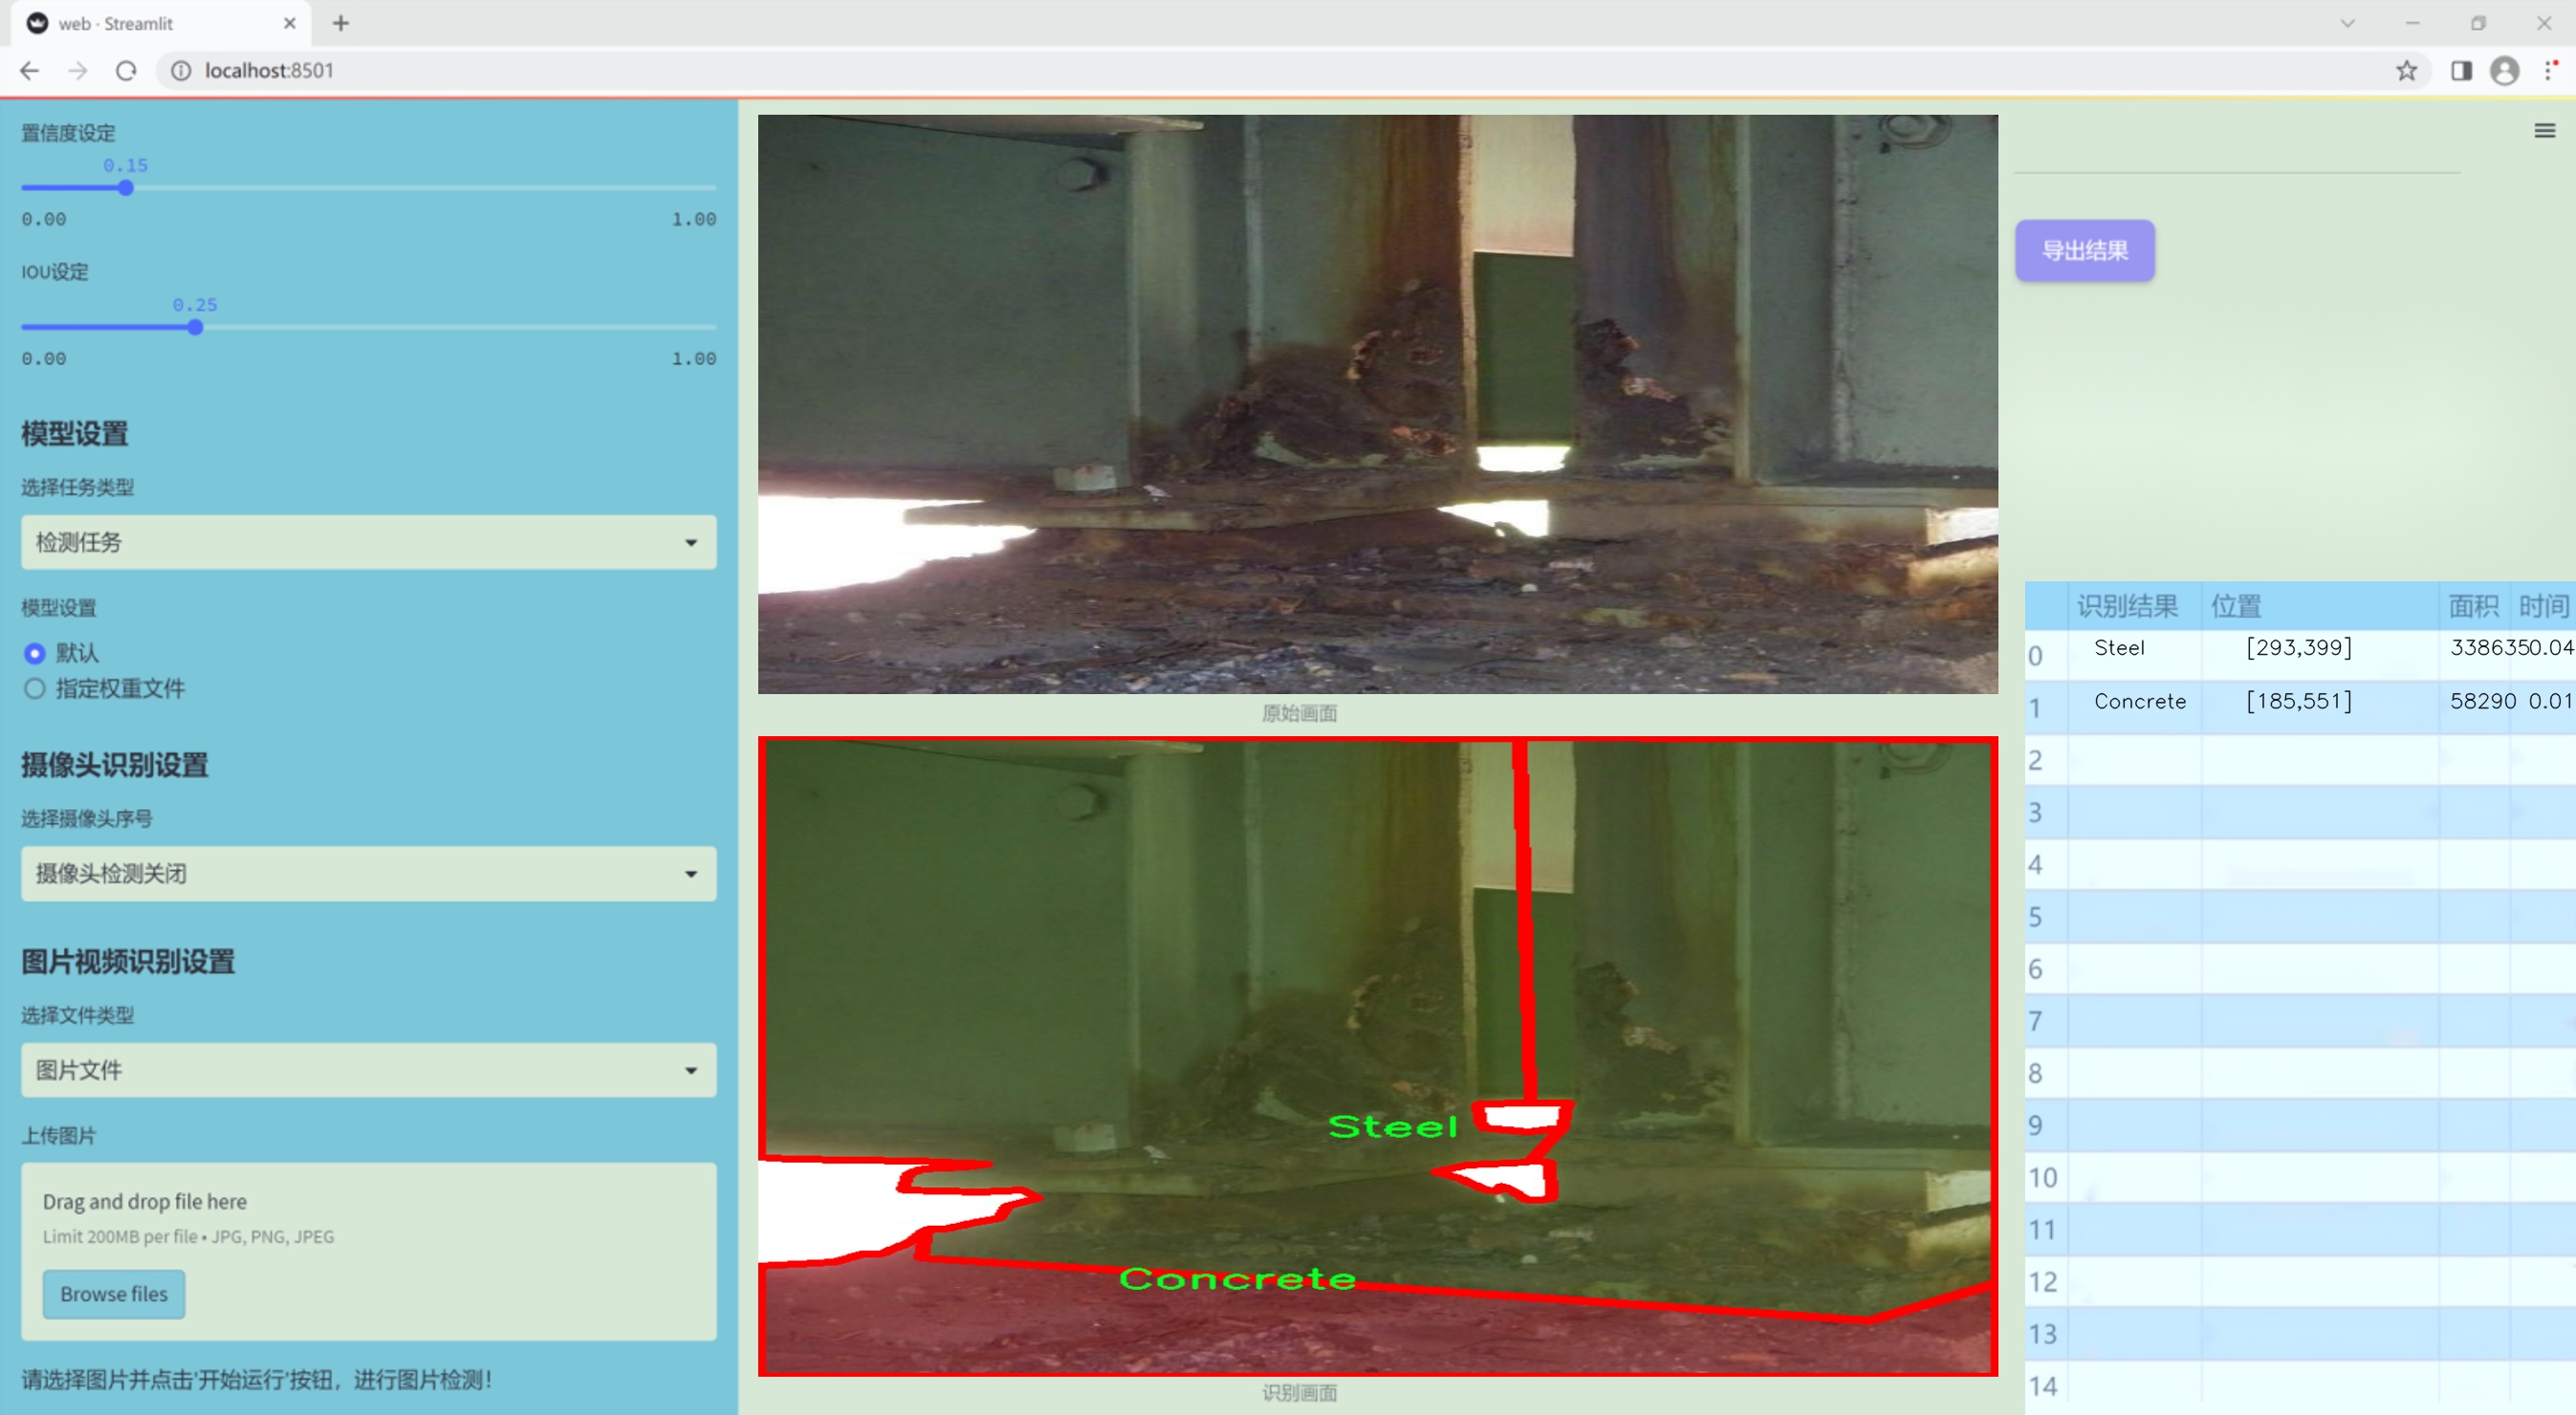 web · Streamlit
localhost:8501
置信度设定
0.15
0.00 1.00
IOU设定
0.25
0.00 1.00
模型设置
选择任务类型
检测任务
模型设置
默认
指定权重文件
摄像头识别设置
选择摄像头序号
摄像头检测关闭
图片视频识别设置
选择文件类型
图片文件
上传图片
Drag and drop file here
Limit 200MB per file • JPG, PNG, JPEG
Browse files
请选择图片并点击'开始运行'按钮，进行图片检测！
原始画面
Steel
Concrete
识别画面
导出结果
识别结果 位置 面积 时间
0 Steel [293,399] 3386350.04
1 Concrete [185,551] 58290 0.01
2
3
4
5
6
7
8
9
10
11
12
13
14